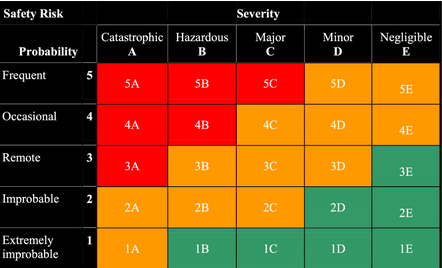 Safety Risk Severity
Probability Catastrophic A Hazardous B Major C Minor D Negligible E
Frequent 5 5A 5B 5C 5D 5E
Occasional 4 4A 4B 4C 4D 4E
Remote 3 3A 3B 3C 3D 3E
Improbable 2 2A 2B 2C 2D 2E
Extremely improbable 1 1A 1B 1C 1D 1E